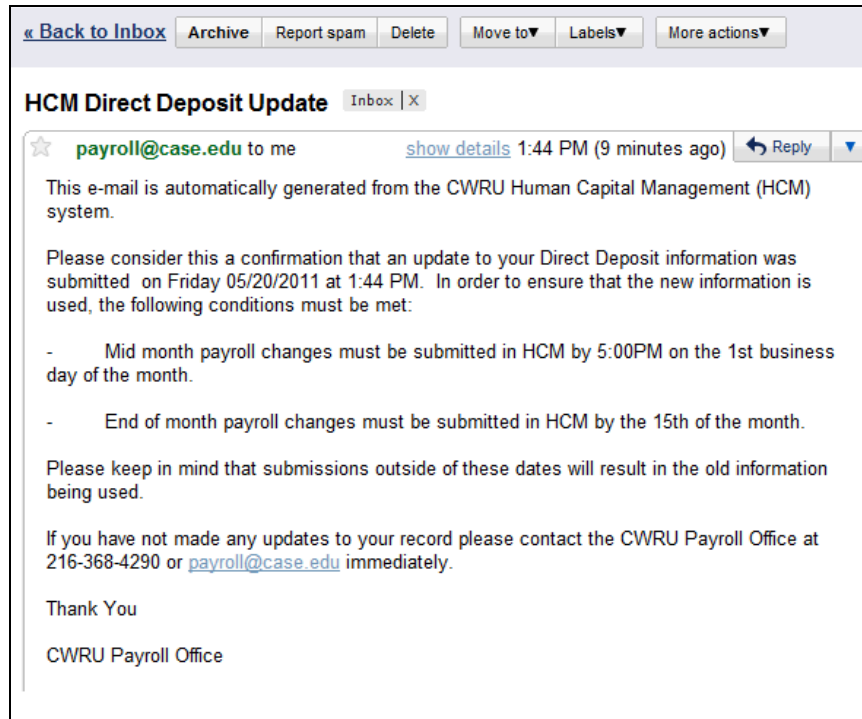 « Back to Inbox Archive Report spam Delete Move to▼ Labels▼ More actions▼
HCM Direct Deposit Update Inbox | X
payroll@case.edu to me show details 1:44 PM (9 minutes ago) Reply ▼
This e-mail is automatically generated from the CWRU Human Capital Management (HCM)
system.
Please consider this a confirmation that an update to your Direct Deposit information was
submitted  on Friday 05/20/2011 at 1:44 PM.  In order to ensure that the new information is
used, the following conditions must be met:
-        Mid month payroll changes must be submitted in HCM by 5:00PM on the 1st business
day of the month.
-        End of month payroll changes must be submitted in HCM by the 15th of the month.
Please keep in mind that submissions outside of these dates will result in the old information
being used.
If you have not made any updates to your record please contact the CWRU Payroll Office at
216-368-4290 or payroll@case.edu immediately.
Thank You
CWRU Payroll Office